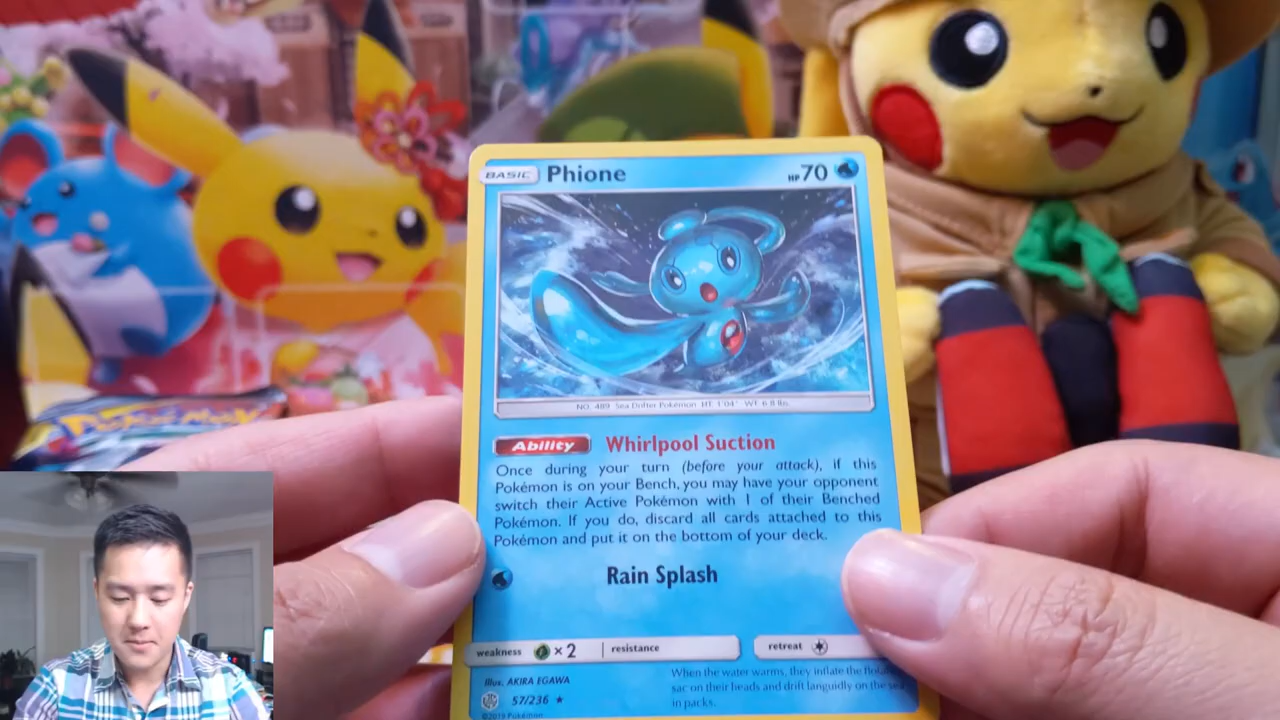 BASIC Phione HP 70
NO. 489 Sea Drifter Pokémon HT: 1'04" WT: 6.8 lbs.
Ability Whirlpool Suction
Once during your turn (before your attack), if this
Pokémon is on your Bench, you may have your opponent
switch their Active Pokémon with 1 of their Benched
Pokémon. If you do, discard all cards attached to this
Pokémon and put it on the bottom of your deck.
Rain Splash
weakness ×2 resistance retreat
Illus. AKIRA EGAWA
57/236
©2019 Pokémon
When the water warms, they inflate the
sac on their heads and drift languidly on the sea
in packs.